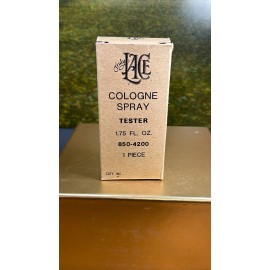 LACE
COLOGNE
SPRAY
TESTER
1.75 FL. OZ.
850-4200
1 PIECE